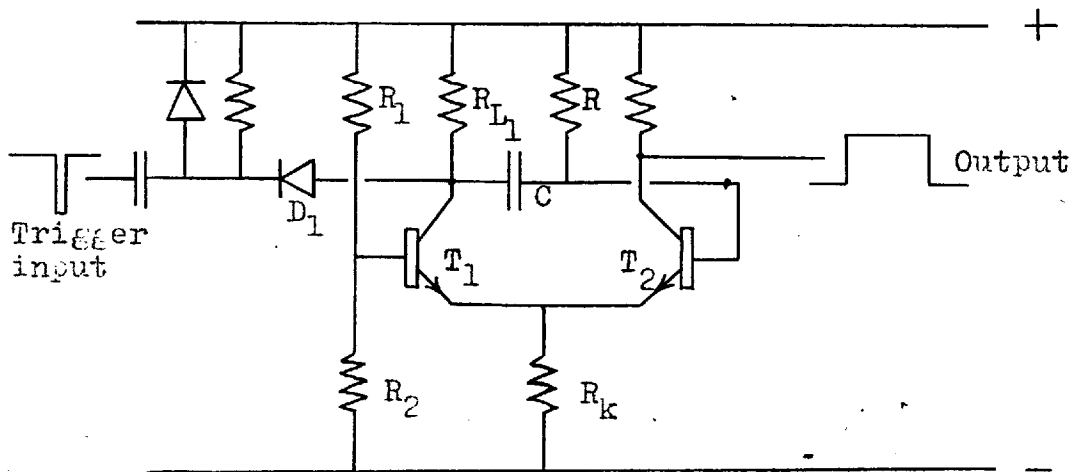 +
R1
RL1
R
Output
D1
C
Trigger
input
T1
T2
R2
Rk
-